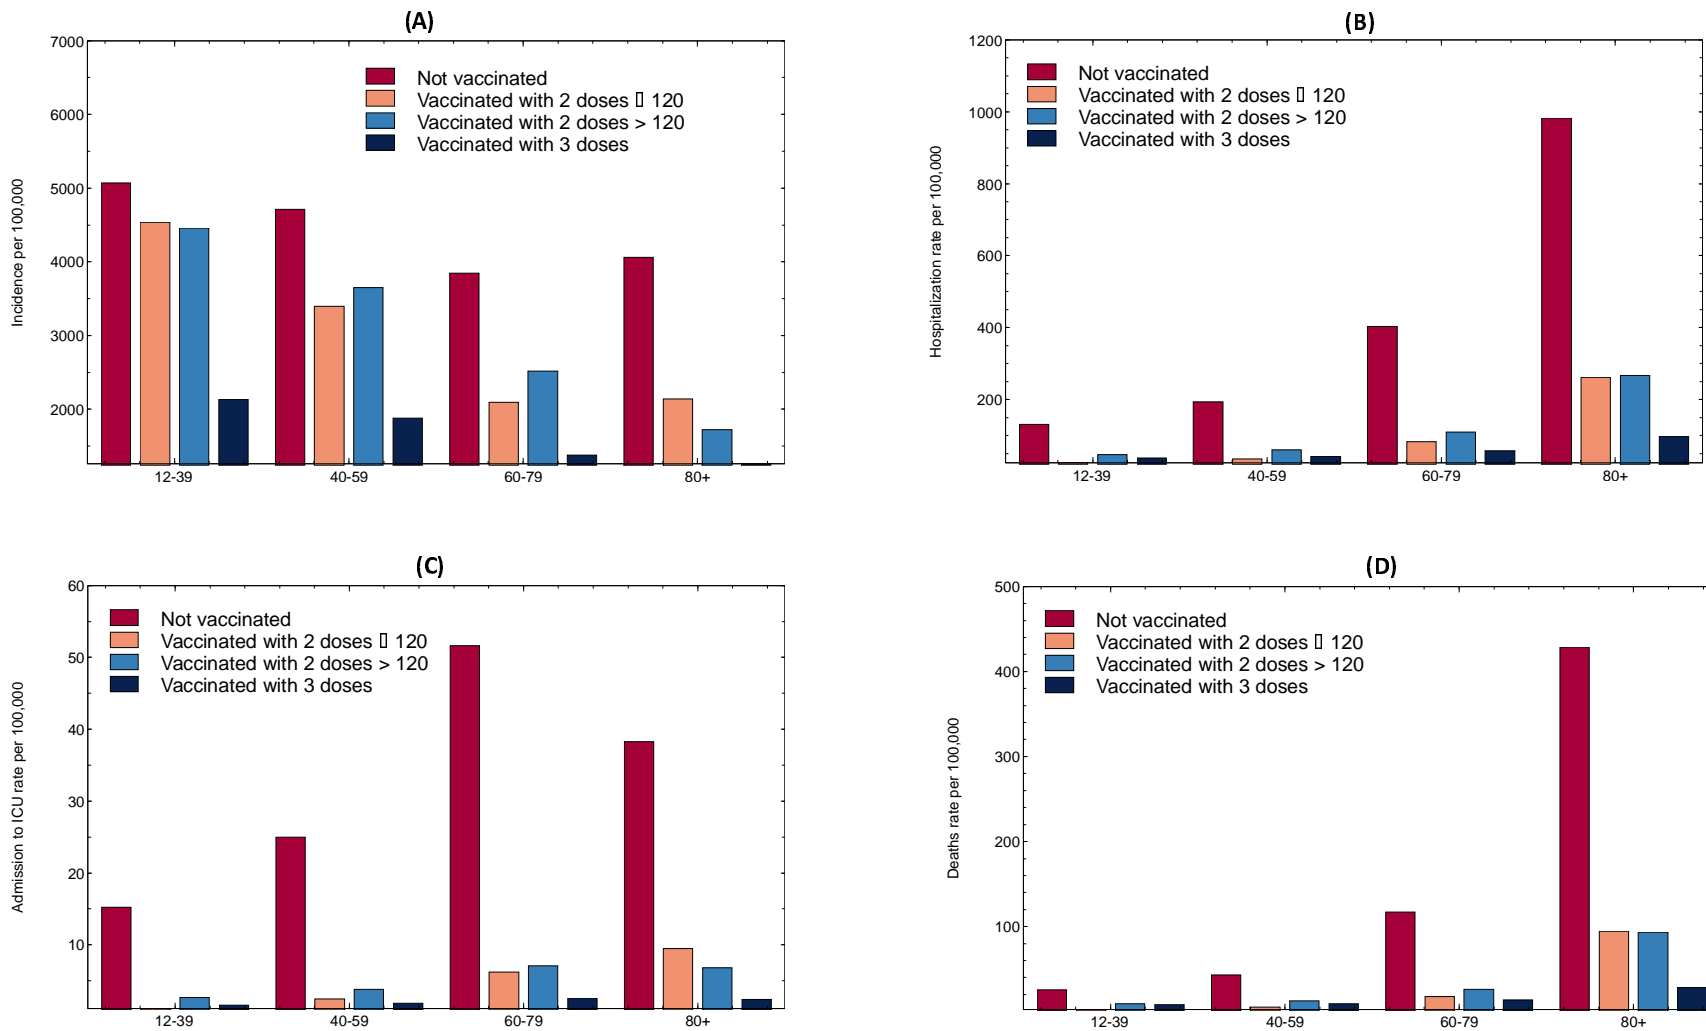 (A)
7000
6000
5000
4000
3000
2000
Incidence per 100,000
Not vaccinated
Vaccinated with 2 doses ▯ 120
Vaccinated with 2 doses > 120
Vaccinated with 3 doses
12-39 40-59 60-79 80+
(B)
1200
1000
800
600
400
200
Hospitalization rate per 100,000
Not vaccinated
Vaccinated with 2 doses ▯ 120
Vaccinated with 2 doses > 120
Vaccinated with 3 doses
12-39 40-59 60-79 80+
(C)
60
50
40
30
20
10
Admission to ICU rate per 100,000
Not vaccinated
Vaccinated with 2 doses ▯ 120
Vaccinated with 2 doses > 120
Vaccinated with 3 doses
12-39 40-59 60-79 80+
(D)
500
400
300
200
100
Deaths rate per 100,000
Not vaccinated
Vaccinated with 2 doses ▯ 120
Vaccinated with 2 doses > 120
Vaccinated with 3 doses
12-39 40-59 60-79 80+